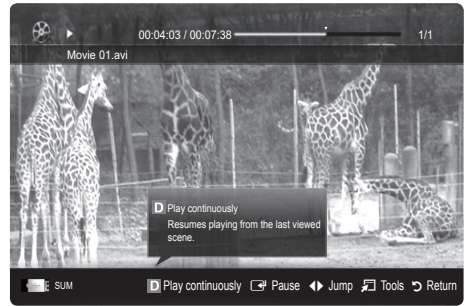 00:04:03 / 00:07:38 1/1
Movie 01.avi
D Play continuously
Resumes playing from the last viewed
scene.
SUM D Play continuously Pause Jump Tools Return